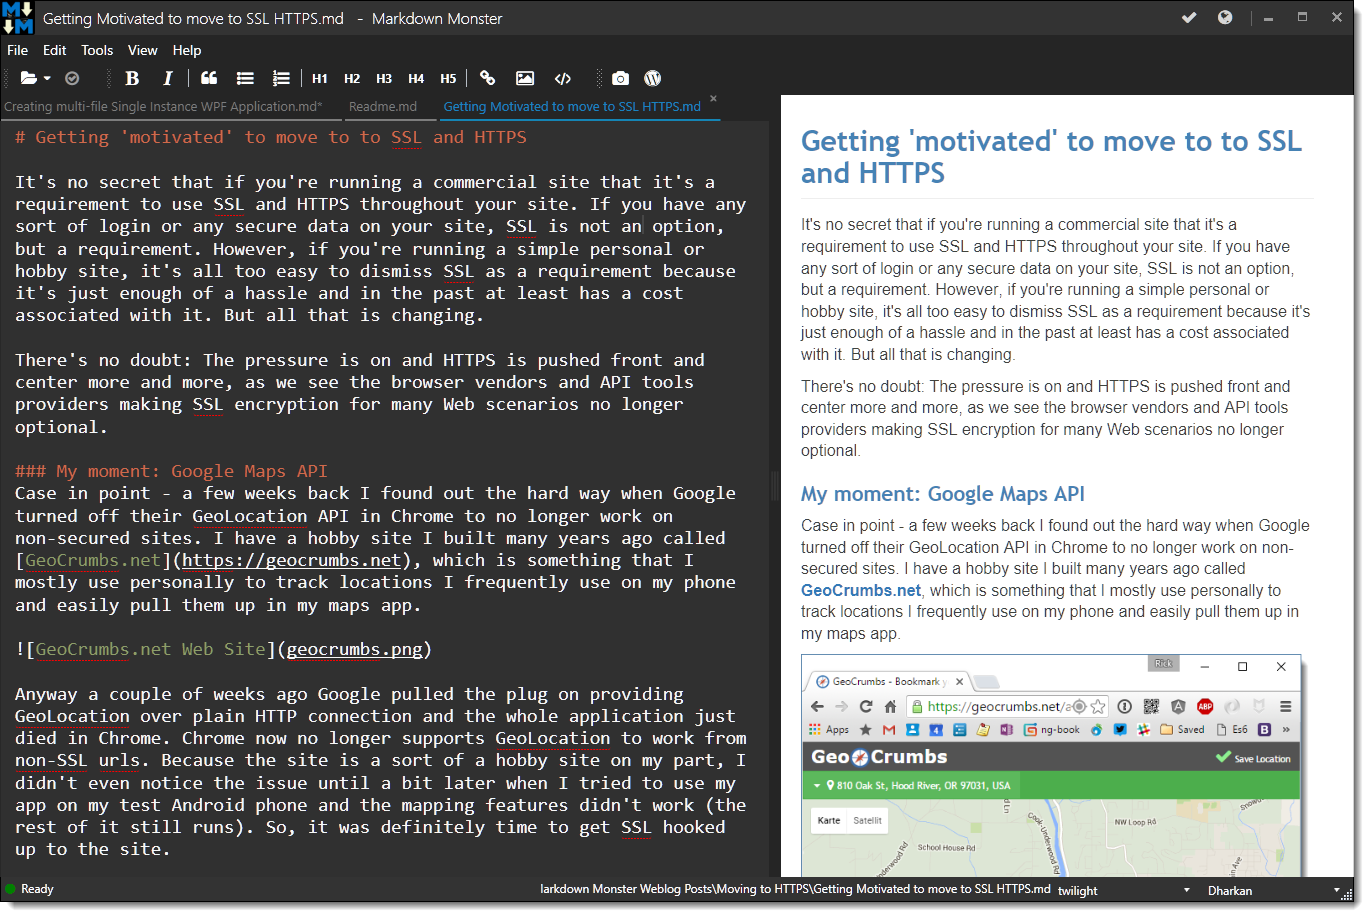 Getting Motivated to move to SSL HTTPS.md - Markdown Monster
File Edit Tools View Help
B I H1 H2 H3 H4 H5
Creating multi-file Single Instance WPF Application.md* Readme.md Getting Motivated to move to SSL HTTPS.md
# Getting 'motivated' to move to to SSL and HTTPS
It's no secret that if you're running a commercial site that it's a
requirement to use SSL and HTTPS throughout your site. If you have any
sort of login or any secure data on your site, SSL is not an option,
but a requirement. However, if you're running a simple personal or
hobby site, it's all too easy to dismiss SSL as a requirement because
it's just enough of a hassle and in the past at least has a cost
associated with it. But all that is changing.
There's no doubt: The pressure is on and HTTPS is pushed front and
center more and more, as we see the browser vendors and API tools
providers making SSL encryption for many Web scenarios no longer
optional.
### My moment: Google Maps API
Case in point - a few weeks back I found out the hard way when Google
turned off their GeoLocation API in Chrome to no longer work on
non-secured sites. I have a hobby site I built many years ago called
[GeoCrumbs.net](https://geocrumbs.net), which is something that I
mostly use personally to track locations I frequently use on my phone
and easily pull them up in my maps app.
![GeoCrumbs.net Web Site](geocrumbs.png)
Anyway a couple of weeks ago Google pulled the plug on providing
GeoLocation over plain HTTP connection and the whole application just
died in Chrome. Chrome now no longer supports GeoLocation to work from
non-SSL urls. Because the site is a sort of a hobby site on my part, I
didn't even notice the issue until a bit later when I tried to use my
app on my test Android phone and the mapping features didn't work (the
rest of it still runs). So, it was definitely time to get SSL hooked
up to the site.
Getting 'motivated' to move to to SSL
and HTTPS
It's no secret that if you're running a commercial site that it's a
requirement to use SSL and HTTPS throughout your site. If you have
any sort of login or any secure data on your site, SSL is not an option,
but a requirement. However, if you're running a simple personal or
hobby site, it's all too easy to dismiss SSL as a requirement because it's
just enough of a hassle and in the past at least has a cost associated
with it. But all that is changing.
There's no doubt: The pressure is on and HTTPS is pushed front and
center more and more, as we see the browser vendors and API tools
providers making SSL encryption for many Web scenarios no longer
optional.
My moment: Google Maps API
Case in point - a few weeks back I found out the hard way when Google
turned off their GeoLocation API in Chrome to no longer work on non-
secured sites. I have a hobby site I built many years ago called
GeoCrumbs.net, which is something that I mostly use personally to
track locations I frequently use on my phone and easily pull them up in
my maps app.
Rick
GeoCrumbs - Bookmark y
https://geocrumbs.net/a ABP
Apps ng-book Saved Es6 B »
GeoCrumbs Save Location
810 Oak St, Hood River, OR 97031, USA
Karte Satellit
NW Loop Rd
School House Rd
Cook-Underwood Rd
Ready larkdown Monster Weblog Posts\Moving to HTTPS\Getting Motivated to move to SSL HTTPS.md twilight Dharkan